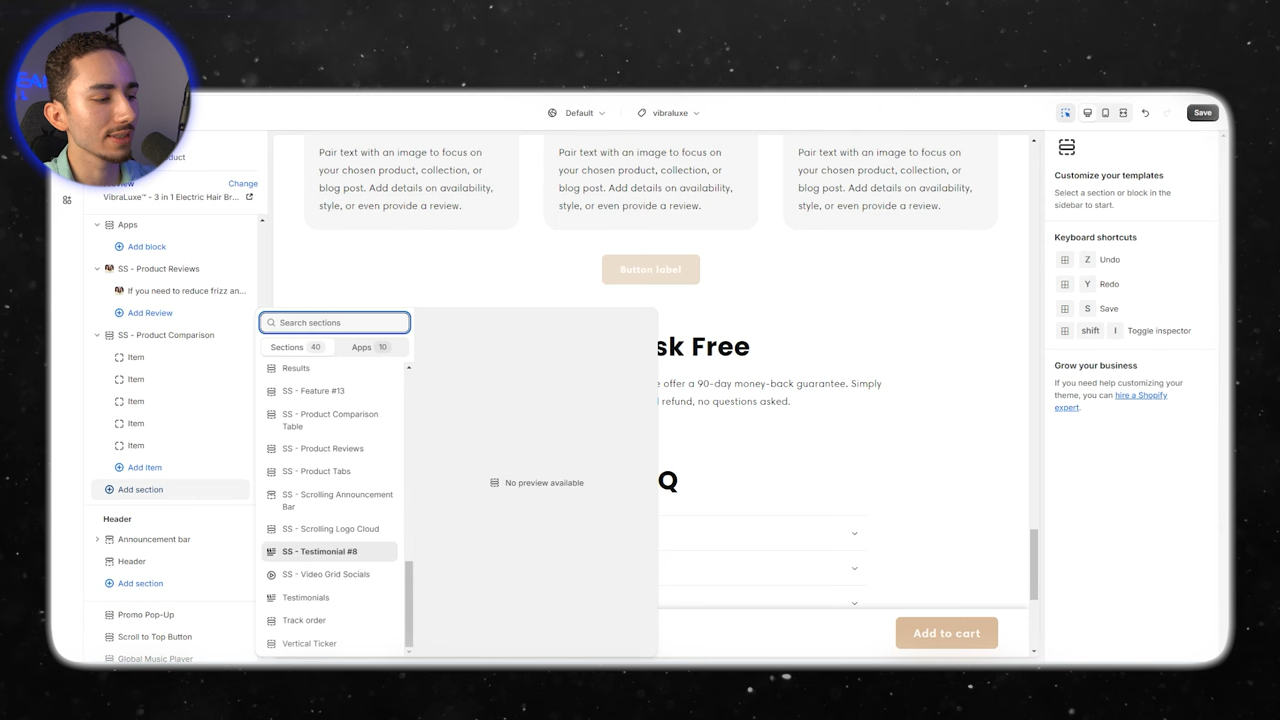 Default
vibraluxe
Save
Change
VibraLuxe™ - 3 in 1 Electric Hair Br...
Apps
Add block
SS - Product Reviews
If you need to reduce frizz an...
Add Review
SS - Product Comparison
Item
Item
Item
Item
Item
Add Item
Add section
Header
Announcement bar
Header
Add section
Promo Pop-Up
Scroll to Top Button
Global Music Player
Search sections
Sections 40
Apps 10
Results
SS - Feature #13
SS - Product Comparison
Table
SS - Product Reviews
SS - Product Tabs
SS - Scrolling Announcement
Bar
SS - Scrolling Logo Cloud
SS - Testimonial #8
SS - Video Grid Socials
Testimonials
Track order
Vertical Ticker
No preview available
Pair text with an image to focus on
your chosen product, collection, or
blog post. Add details on availability,
style, or even provide a review.
Pair text with an image to focus on
your chosen product, collection, or
blog post. Add details on availability,
style, or even provide a review.
Pair text with an image to focus on
your chosen product, collection, or
blog post. Add details on availability,
style, or even provide a review.
Button label
sk Free
offer a 90-day money-back guarantee. Simply
refund, no questions asked.
Q
Add to cart
Customize your templates
Select a section or block in the
sidebar to start.
Keyboard shortcuts
Z Undo
Y Redo
S Save
shift I Toggle inspector
Grow your business
If you need help customizing your
theme, you can hire a Shopify
expert.